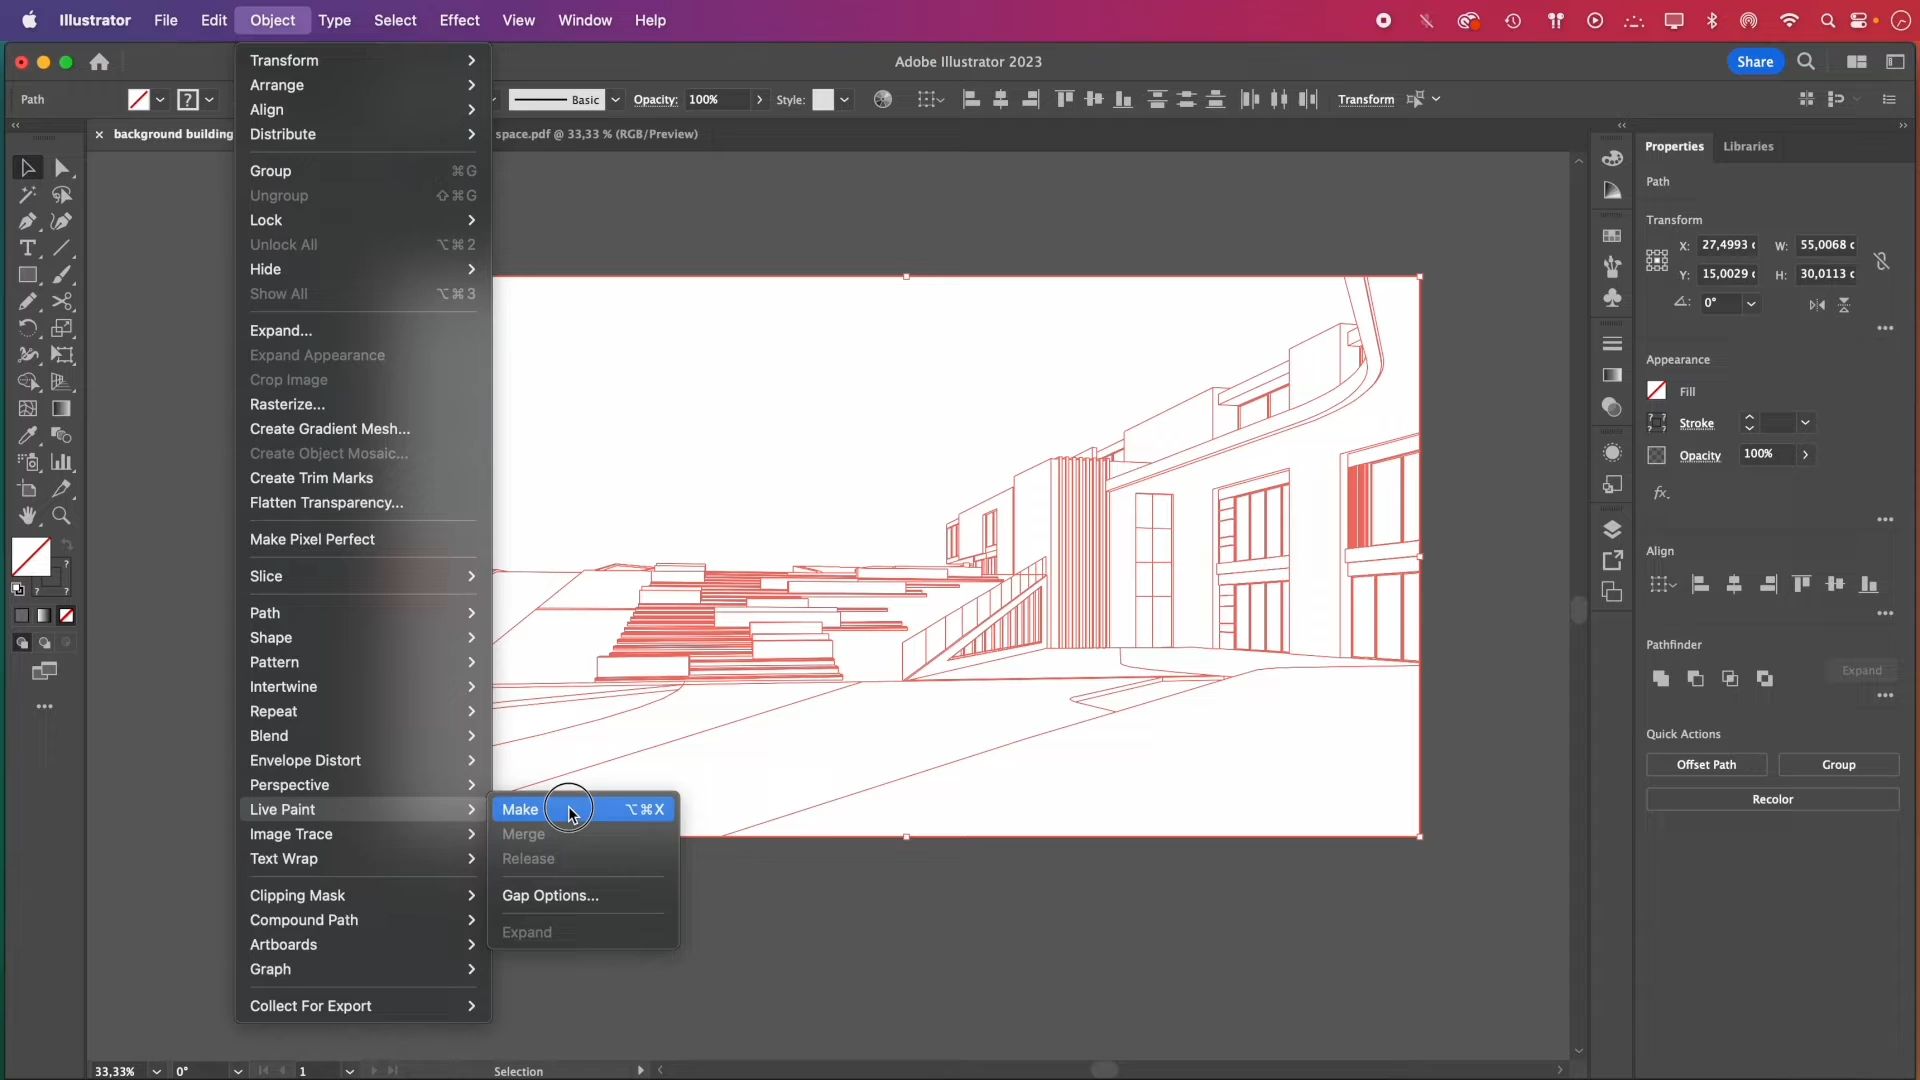 Illustrator File Edit Object Type Select Effect View Window Help
Adobe Illustrator 2023
Share
Path
? Basic Opacity: 100% Style: Transform
× background building
space.pdf @ 33,33 % (RGB/Preview)
Transform
Arrange
Align
Distribute
Group ⌘G
Ungroup ⇧⌘G
Lock
Unlock All ⌥⌘2
Hide
Show All ⌥⌘3
Expand...
Expand Appearance
Crop Image
Rasterize...
Create Gradient Mesh...
Create Object Mosaic...
Create Trim Marks
Flatten Transparency...
Make Pixel Perfect
Slice
Path
Shape
Pattern
Intertwine
Repeat
Blend
Envelope Distort
Perspective
Live Paint
Image Trace
Text Wrap
Clipping Mask
Compound Path
Artboards
Graph
Collect For Export
Make ⌥⌘X
Merge
Release
Gap Options...
Expand
Properties Libraries
Path
Transform
X: 27,4993 c W: 55,0068 c
Y: 15,0029 c H: 30,0113 c
0°
Appearance
Fill
Stroke
Opacity 100%
fx.
Align
Pathfinder
Expand
Quick Actions
Offset Path Group
Recolor
33,33% 0° 1 Selection